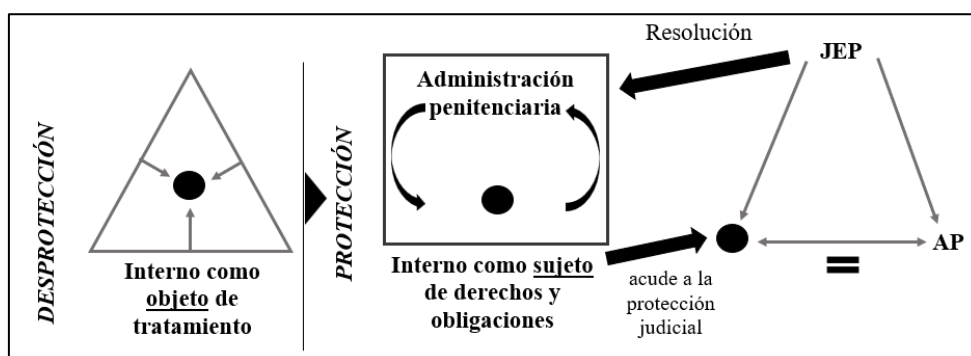 DESPROTECCIÓN
Interno como
objeto de
tratamiento
PROTECCIÓN
Administración
penitenciaria
Interno como sujeto
de derechos y
obligaciones
Resolución
JEP
AP
=
acude a la
protección
judicial